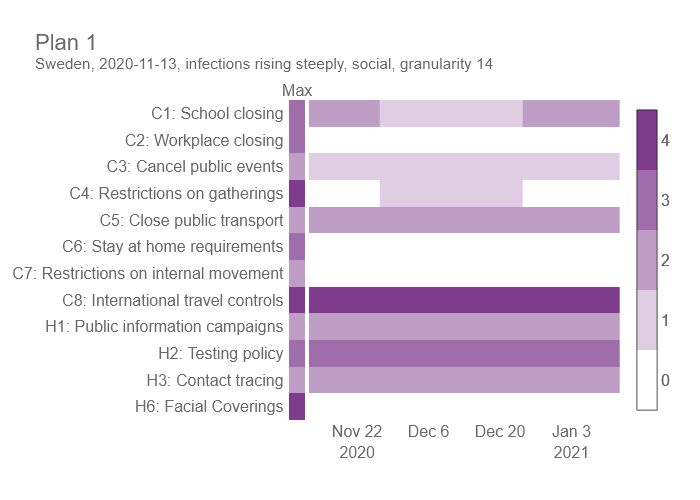 Plan 1
Sweden, 2020-11-13, infections rising steeply, social, granularity 14
Max
C1: School closing
C2: Workplace closing
C3: Cancel public events
C4: Restrictions on gatherings
C5: Close public transport
C6: Stay at home requirements
C7: Restrictions on internal movement
C8: International travel controls
H1: Public information campaigns
H2: Testing policy
H3: Contact tracing
H6: Facial Coverings
4
3
2
1
0
Nov 22 Dec 6 Dec 20 Jan 3
2020 2021